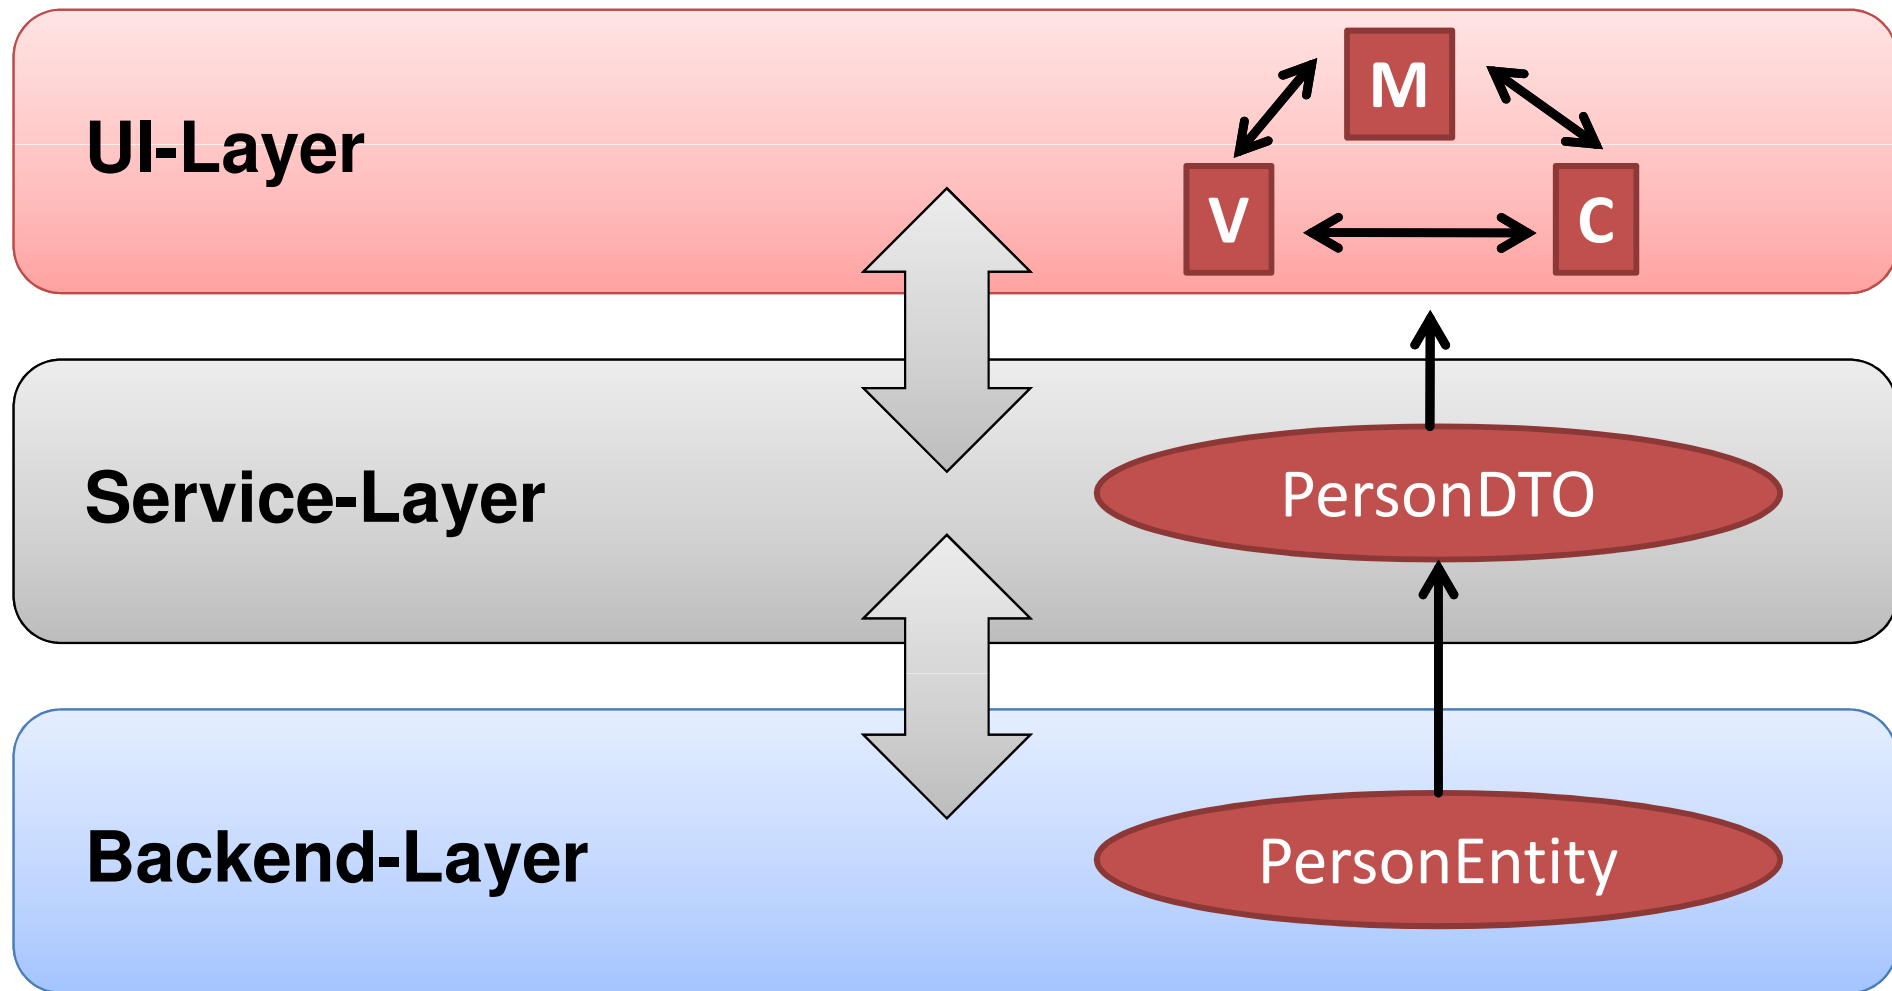 UI-Layer
M
V
C
Service-Layer
PersonDTO
Backend-Layer
PersonEntity